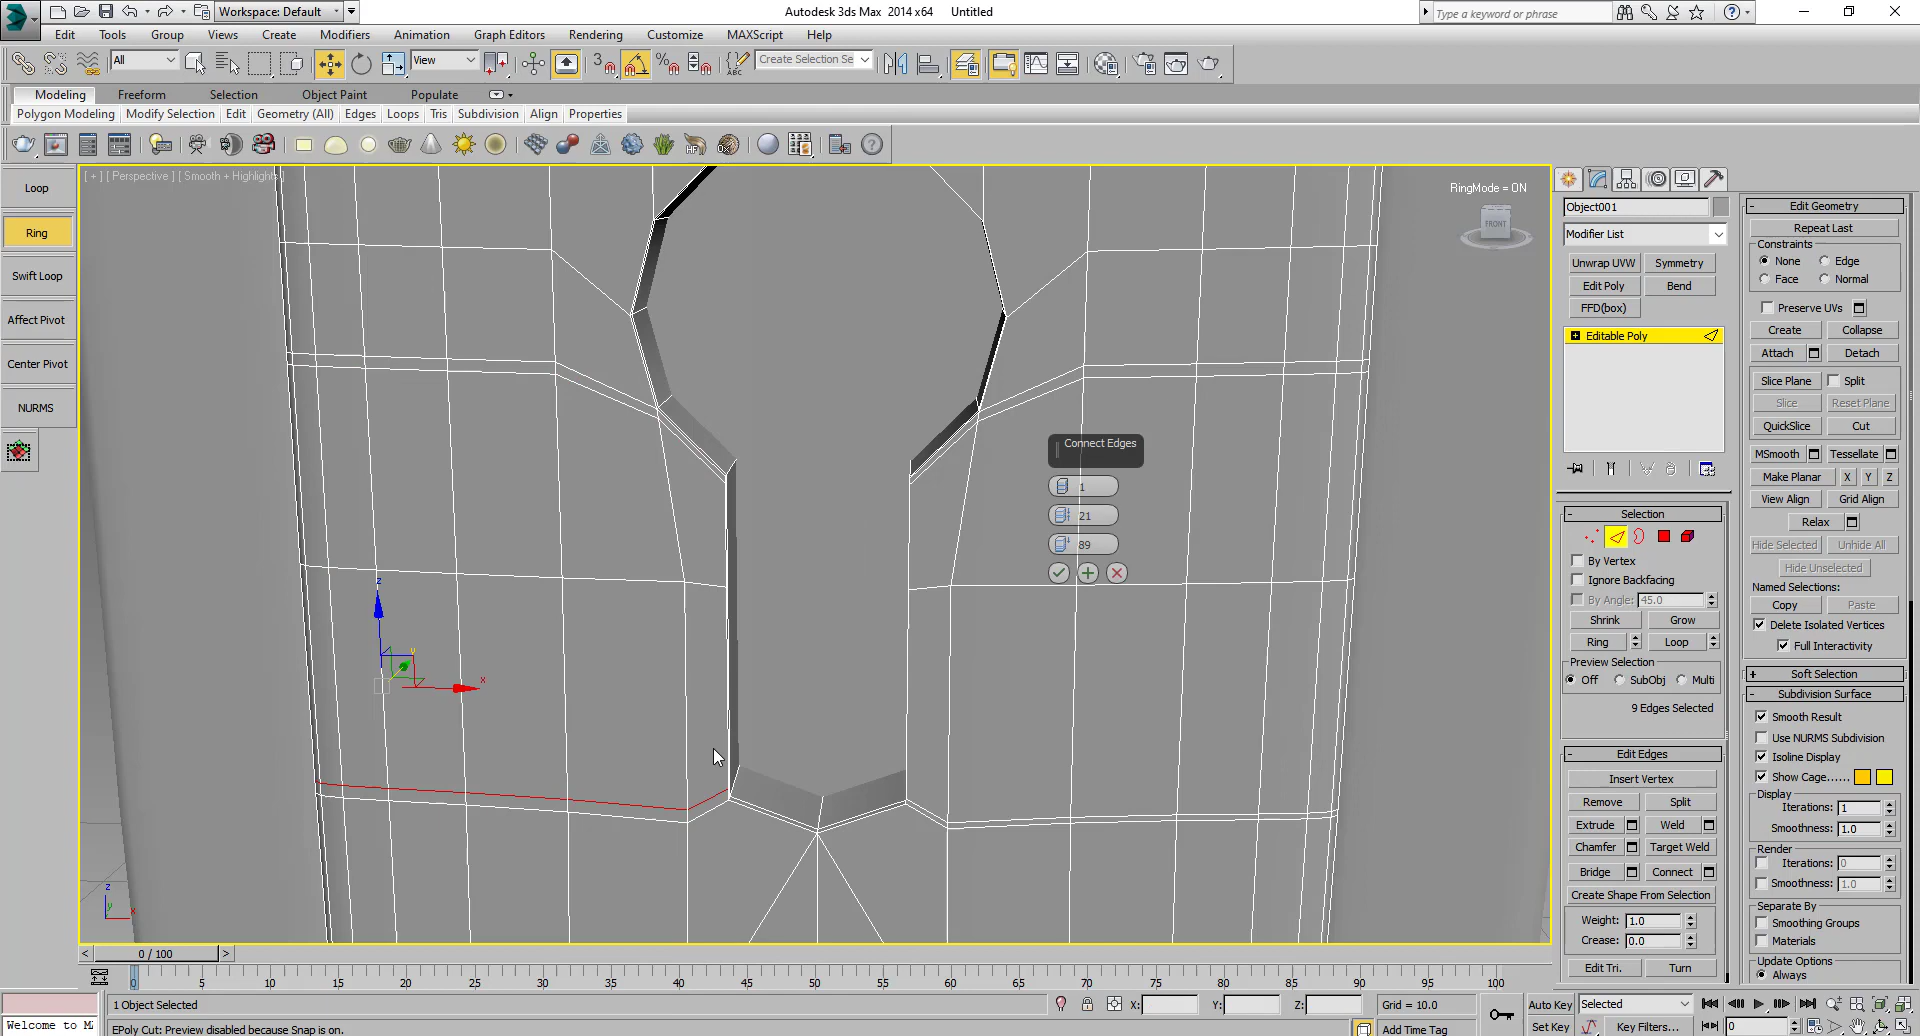 Workspace: Default
Autodesk 3ds Max 2014 x64 Untitled
Type a keyword or phrase
Edit Tools Group Views Create Modifiers Animation Graph Editors Rendering Customize MAXScript Help
All
View
3
Create Selection Se
Modeling Freeform Selection Object Paint Populate
Polygon Modeling Modify Selection Edit Geometry (All) Edges Loops Tris Subdivision Align Properties
Loop
Ring
Swift Loop
Affect Pivot
Center Pivot
NURMS
[ + ] [ Perspective ] [ Smooth + Highlights
RingMode = ON
FRONT
Connect Edges
1
21
89
z
y
x
z
y
x
Object001
Modifier List
Unwrap UVW Symmetry
Edit Poly Bend
FFD(box)
Editable Poly
- Selection
By Vertex
Ignore Backfacing
By Angle: 45.0
Shrink Grow
Ring Loop
Preview Selection
Off SubObj Multi
9 Edges Selected
- Edit Edges
Insert Vertex
Remove Split
Extrude Weld
Chamfer Target Weld
Bridge Connect
Create Shape From Selection
Weight: 1.0
Crease: 0.0
Edit Tri. Turn
- Edit Geometry
Repeat Last
Constraints
None Edge
Face Normal
Preserve UVs
Create Collapse
Attach Detach
Slice Plane Split
Slice Reset Plane
QuickSlice Cut
MSmooth Tessellate
Make Planar X Y Z
View Align Grid Align
Relax
Hide Selected Unhide All
Hide Unselected
Named Selections:
Copy Paste
Delete Isolated Vertices
Full Interactivity
+ Soft Selection
- Subdivision Surface
Smooth Result
Use NURMS Subdivision
Isoline Display
Show Cage......
Display
Iterations: 1
Smoothness: 1.0
Render
Iterations: 0
Smoothness: 1.0
Separate By
Smoothing Groups
Materials
Update Options
Always
< 0 / 100 >
0 5 10 15 20 25 30 35 40 45 50 55 60 65 70 75 80 85 90 95 100
1 Object Selected
X: Y: Z: Grid = 10.0
Auto Key Selected
Welcome to M
EPoly Cut: Preview disabled because Snap is on.
Add Time Tag
Set Key Key Filters... 0